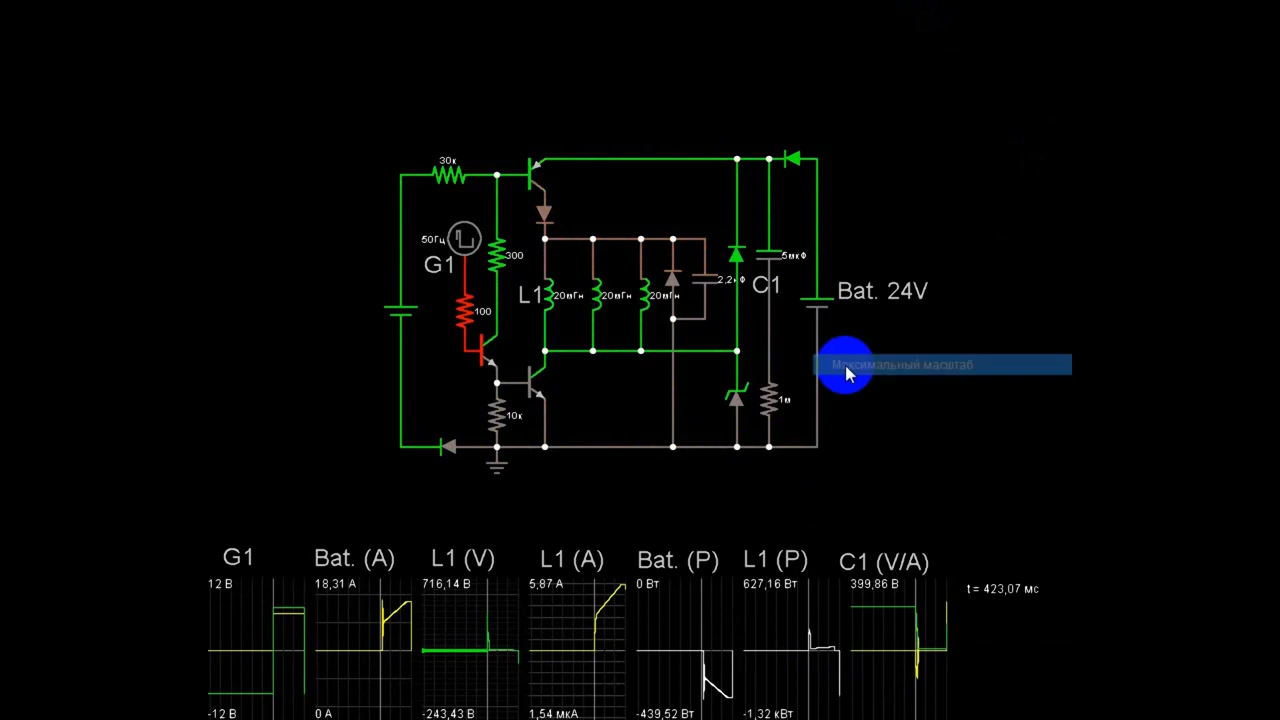 30к
50Гц
G1
300
100
L1
20мГн
20мГн
20мГн
C1
5мкФ
Bat. 24V
Максимальный масштаб
1м
10к
G1
Bat. (A)
L1 (V)
L1 (A)
Bat. (P)
L1 (P)
C1 (V/A)
12 В
18,31 А
716,14 В
5,87 А
0 Вт
627,16 Вт
399,86 В
t = 423,07 мс
-12 В
0 А
-243,43 В
1,54 мкА
-439,52 Вт
-1,32 кВт